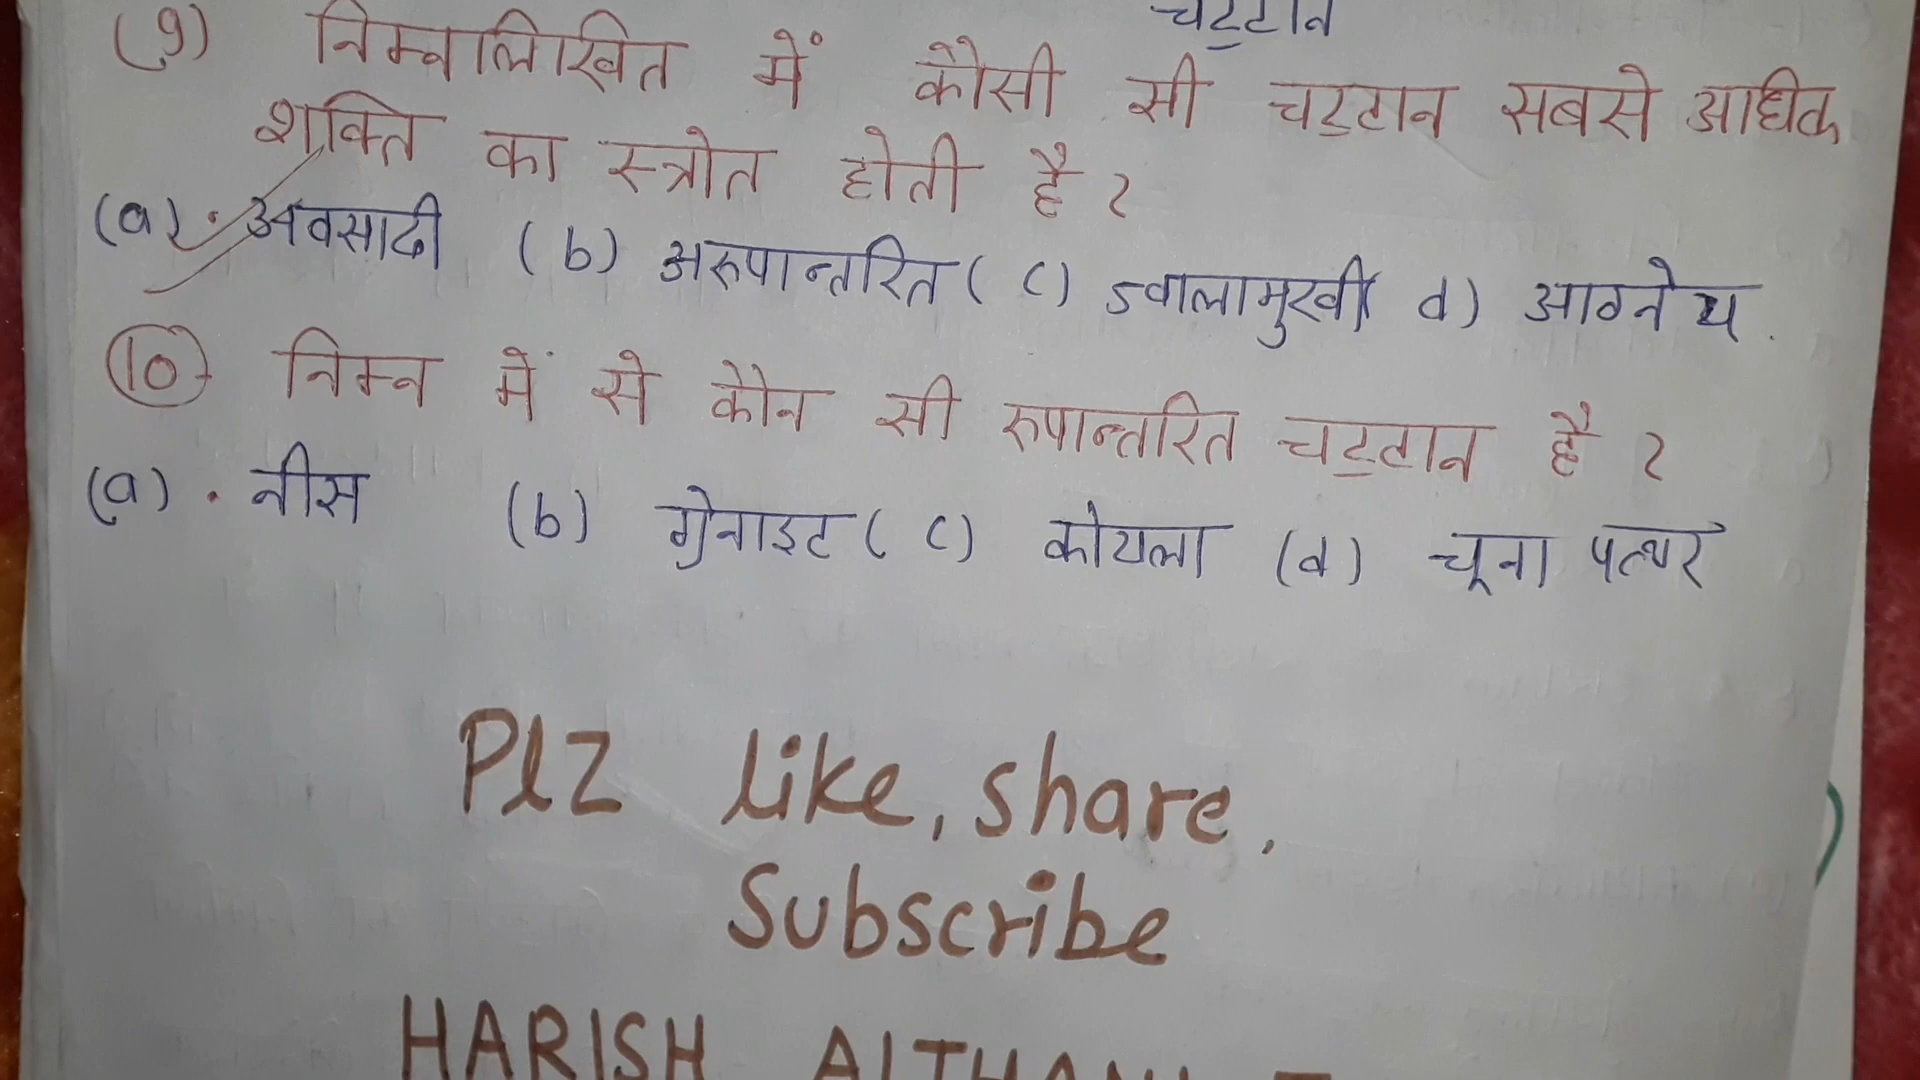 चट्टान
(9) निम्नलिखित में कौसी सी चट्टान सबसे अधिक
शक्ति का स्त्रोत होती है ?
(a). अवसादी (b) अरुपान्तरित (c) ज्वालामुखी d) आग्नेय.
(10) निम्न में से कौन सी रुपान्तरित चट्टान है ?
(a). नीस (b) ग्रेनाइट (c) कोयला (d) चूना पत्थर
Plz like, share,
Subscribe
HARISH